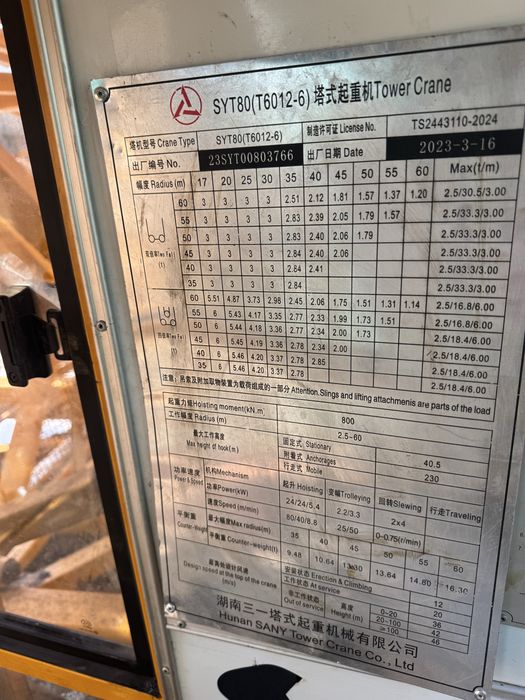 SYT80(T6012-6) 塔式起重机Tower Crane
塔机型号 Crane Type SYT80(T6012-6) 制造许可证 License No. TS2443110-2024
出厂编号 No. 23SYT00803766 出厂日期 Date 2023-3-16
幅度 Radius (m) 17 20 25 30 35 40 45 50 55 60 Max(t/m)
60 3 3 3 3 2.51 2.12 1.81 1.57 1.37 1.20 2.5/30.5/3.00
55 3 3 3 3 2.83 2.39 2.05 1.79 1.57 2.5/33.3/3.00
50 3 3 3 3 2.83 2.40 2.06 1.79 2.5/33.3/3.00
45 3 3 3 3 2.84 2.40 2.06 2.5/33.3/3.00
40 3 3 3 3 2.84 2.41 2.5/33.3/3.00
35 3 3 3 3 2.84 2.5/33.3/3.00
(t)
60 5.51 4.87 3.73 2.98 2.45 2.06 1.75 1.51 1.31 1.14 2.5/16.8/6.00
55 6 5.43 4.17 3.35 2.77 2.33 1.99 1.73 1.51 2.5/16.8/6.00
50 6 5.44 4.18 3.36 2.77 2.34 2.00 1.73 2.5/18.4/6.00
45 6 5.45 4.19 3.36 2.78 2.34 2.00 2.5/18.4/6.00
40 6 5.46 4.20 3.37 2.78 2.85 2.5/18.4/6.00
35 6 5.46 4.20 3.37 2.78 2.5/18.4/6.00
(t)
注意：吊索及附加取物装置为载荷组成的一部分 Attention.Slings and lifting attachmenis are parts of the load
起重力矩Hoisting moment(kN.m) 800
工作幅度 Radius (m) 2.5-60
最大工作高度 Max height of hook(m) 固定式 Stationary 40.5
附着式 Anchorages 230
行走式 Mobile
功率速度 Power & Speed 机构Mechanism 起升 Hoisting 变幅Trolleying 回转Slewing 行走Traveling
功率Power(kW) 24/24/5.4 2.2/3.3 2x4
速度Speed (m/min) 80/40/8.8 25/50 0-0.75(r/min)
平衡重 Counter-Weight 最大幅度Max radius(m) 35 40 45 50 55 60
平衡重 Counter-weight(t) 9.48 10.64 13.64 14.80 16.30
最高处设计风速 Design speed at the top of the crane (m/s) 安装状态 Erection & Climbing 12
工作状态 At service 20
非工作状态 Out of service 高度 Height (m) 0-20 36
20-100 42
≥100 46
湖南三一塔式起重机械有限公司
Hunan SANY Tower Crane Co., Ltd